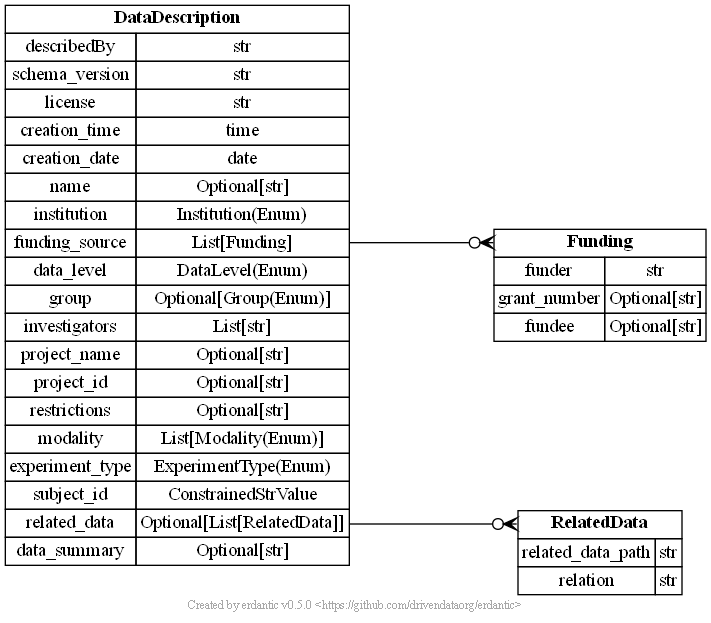 DataDescription
describedBy str
schema_version str
license str
creation_time time
creation_date date
name Optional[str]
institution Institution(Enum)
funding_source List[Funding]
data_level DataLevel(Enum)
group Optional[Group(Enum)]
investigators List[str]
project_name Optional[str]
project_id Optional[str]
restrictions Optional[str]
modality List[Modality(Enum)]
experiment_type ExperimentType(Enum)
subject_id ConstrainedStrValue
related_data Optional[List[RelatedData]]
data_summary Optional[str]
Funding
funder str
grant_number Optional[str]
fundee Optional[str]
RelatedData
related_data_path str
relation str
Created by erdantic v0.5.0 <https://github.com/drivendataorg/erdantic>